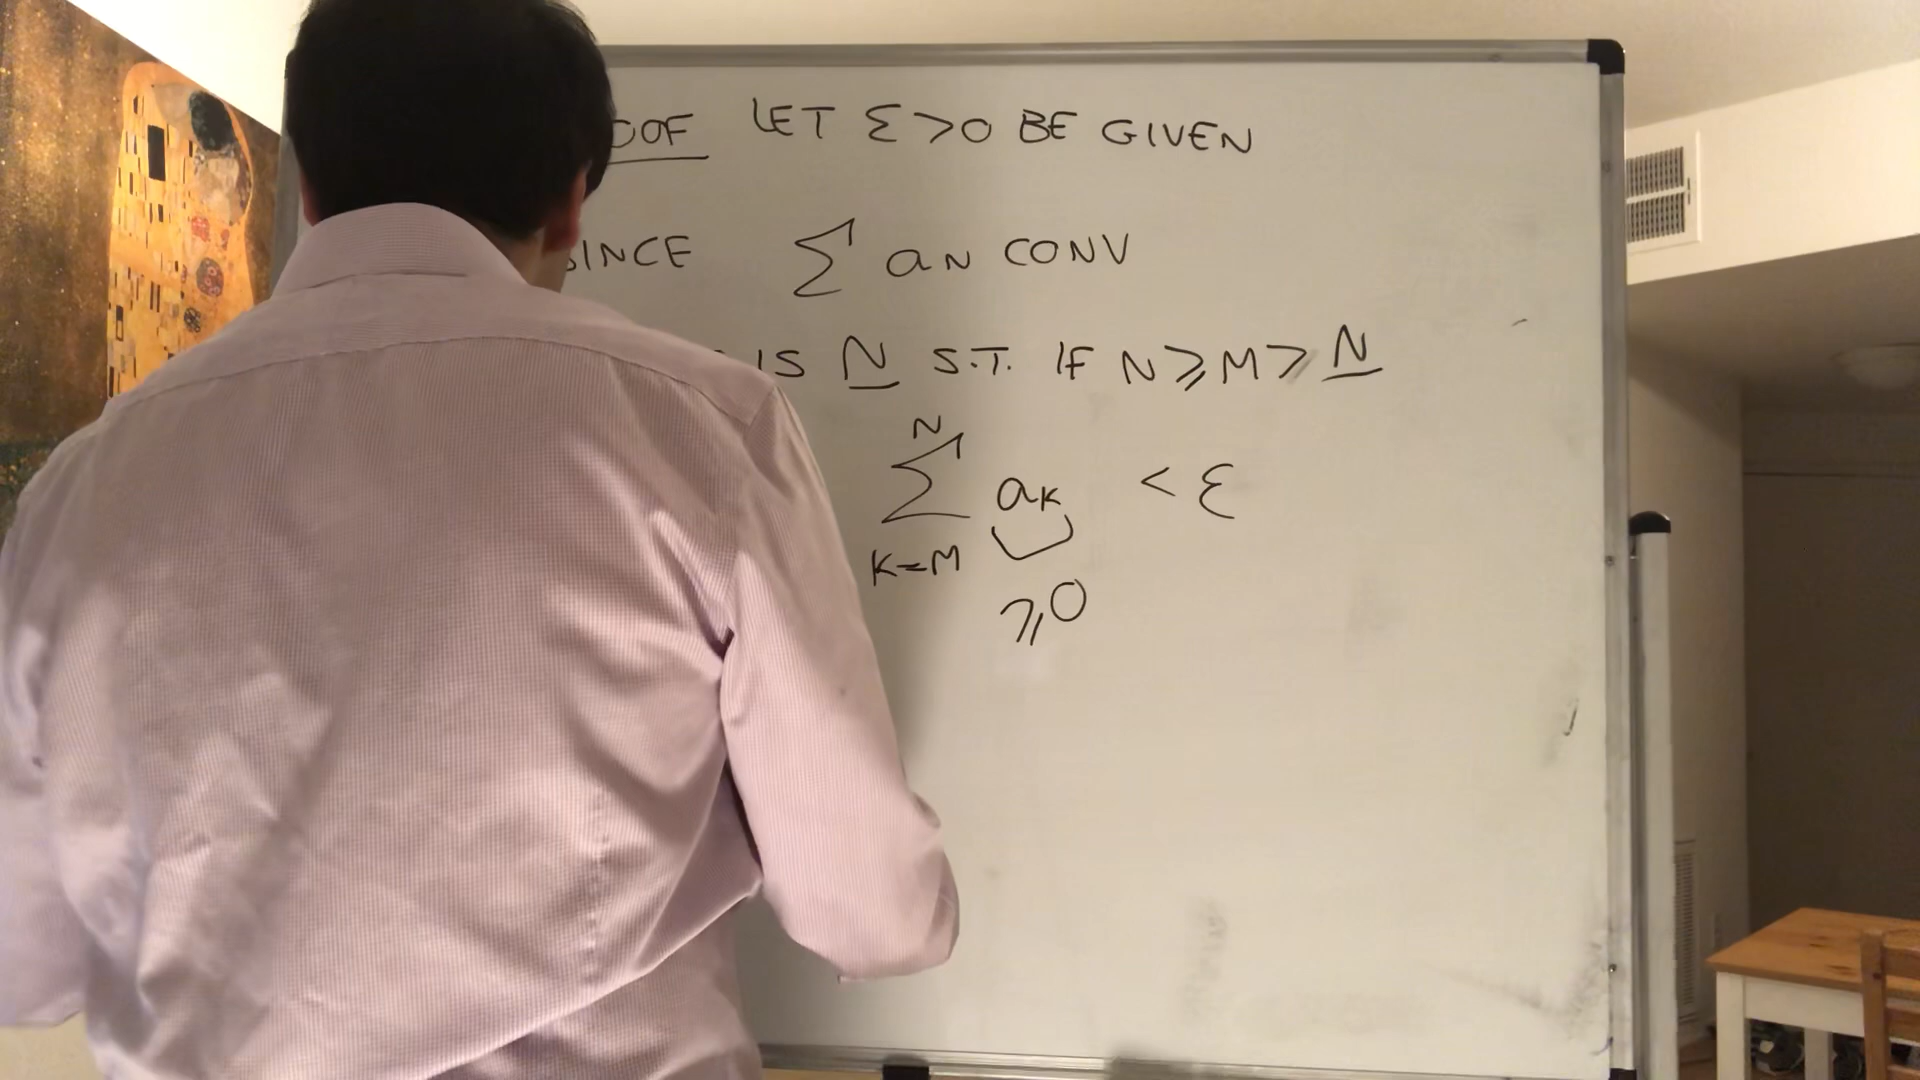 OOF LET Ɛ>0 BE GIVEN
SINCE ∑ an CONV
IS N S.T. IF N⩾M> N
N
∑ ak < Ɛ
K=M
⩾0